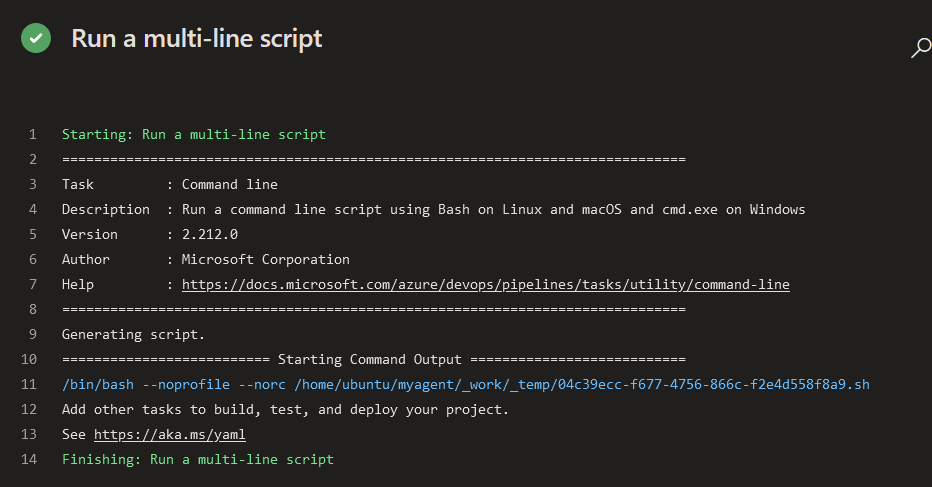 Run a multi-line script
1 Starting: Run a multi-line script
2 ==============================================================================
3 Task         : Command line
4 Description  : Run a command line script using Bash on Linux and macOS and cmd.exe on Windows
5 Version      : 2.212.0
6 Author       : Microsoft Corporation
7 Help         : https://docs.microsoft.com/azure/devops/pipelines/tasks/utility/command-line
8 ==============================================================================
9 Generating script.
10 ========================== Starting Command Output ===========================
11 /bin/bash --noprofile --norc /home/ubuntu/myagent/_work/_temp/04c39ecc-f677-4756-866c-f2e4d558f8a9.sh
12 Add other tasks to build, test, and deploy your project.
13 See https://aka.ms/yaml
14 Finishing: Run a multi-line script